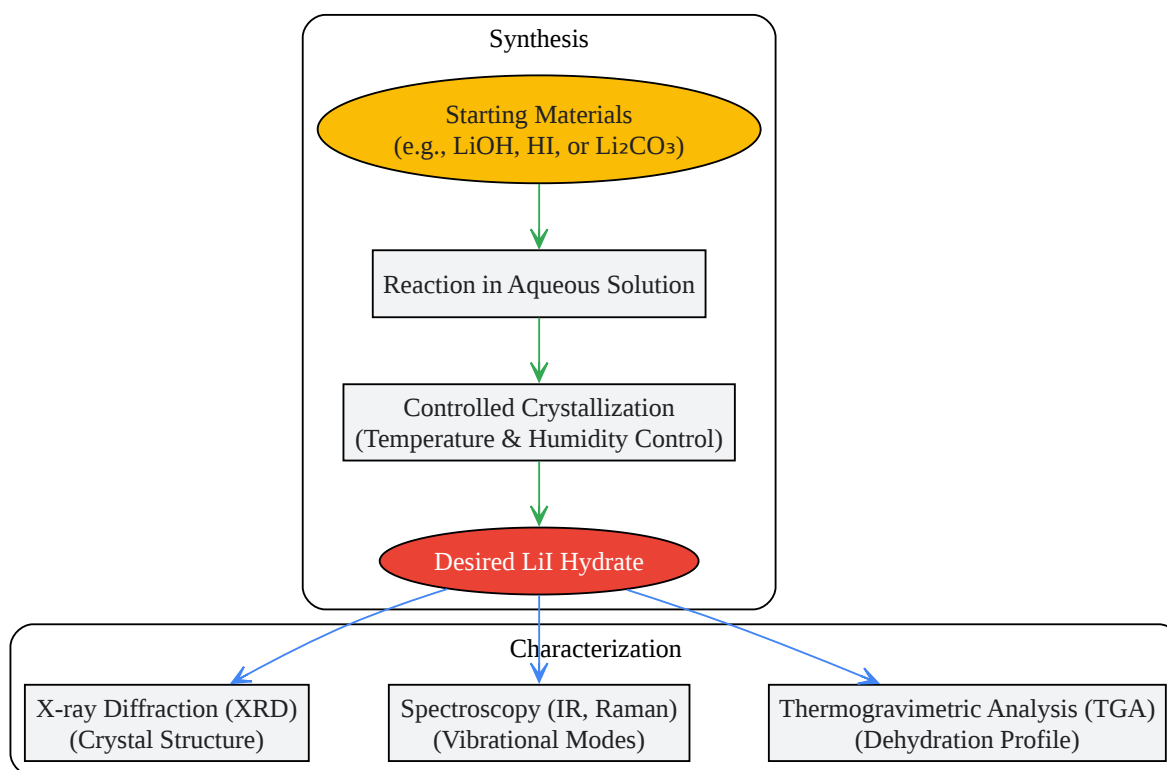 Synthesis
Starting Materials
(e.g., LiOH, HI, or Li₂CO₃)
Reaction in Aqueous Solution
Controlled Crystallization
(Temperature & Humidity Control)
Desired LiI Hydrate
Characterization
X-ray Diffraction (XRD)
(Crystal Structure)
Spectroscopy (IR, Raman)
(Vibrational Modes)
Thermogravimetric Analysis (TGA)
(Dehydration Profile)